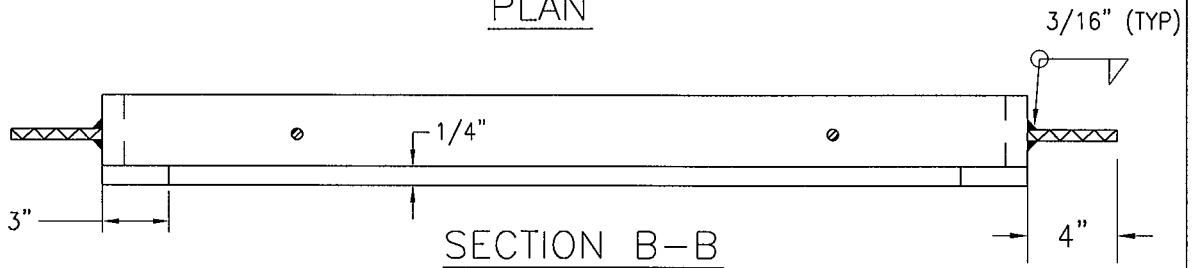 PLAN
3/16" (TYP)
1/4"
3"
4"
SECTION B-B